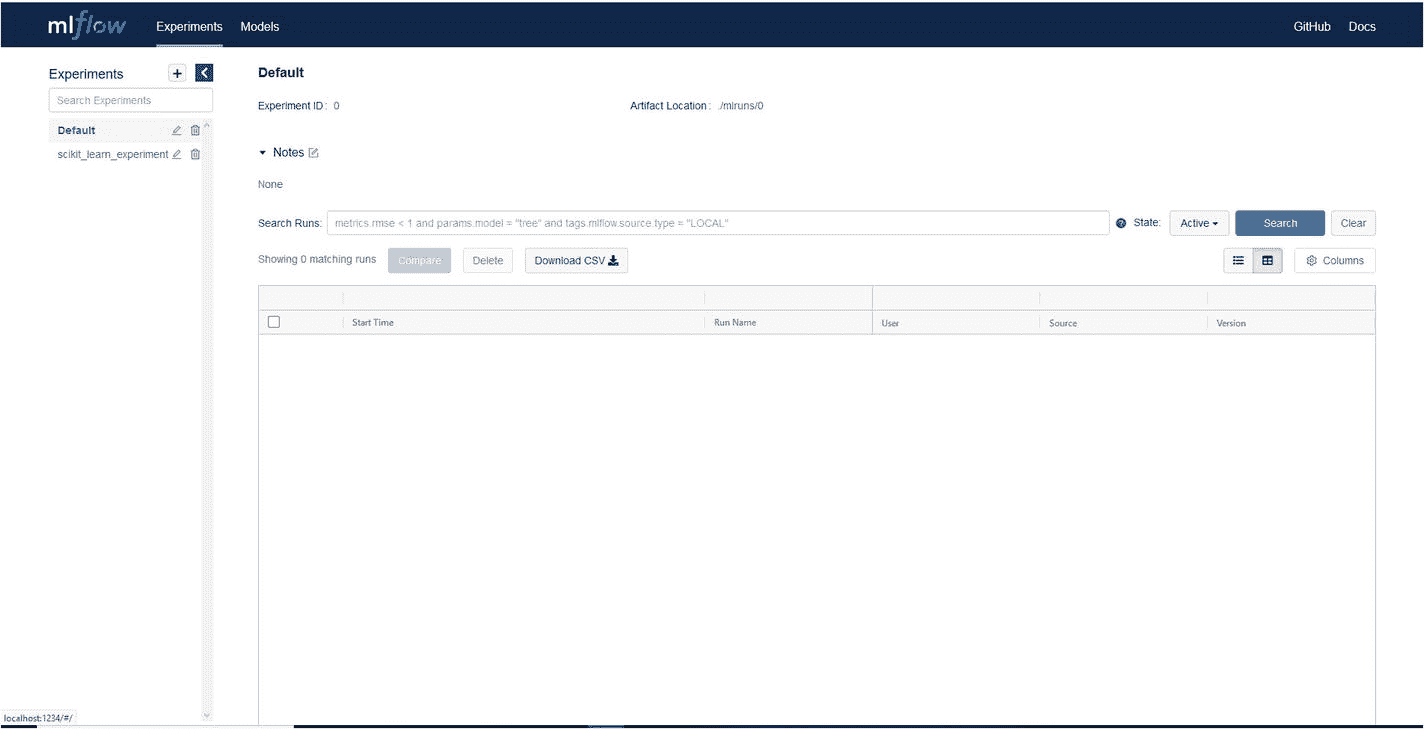 mlflow Experiments Models GitHub Docs
Experiments
Search Experiments
Default
scikit_learn_experiment
Default
Experiment ID: 0 Artifact Location: ./mlruns/0
Notes
None
Search Runs: metrics.rmse < 1 and params.model = "tree" and tags.mlflow.source.type = "LOCAL" State: Active Search Clear
Showing 0 matching runs Compare Delete Download CSV Columns
Start Time Run Name User Source Version
localhost:1234/#/